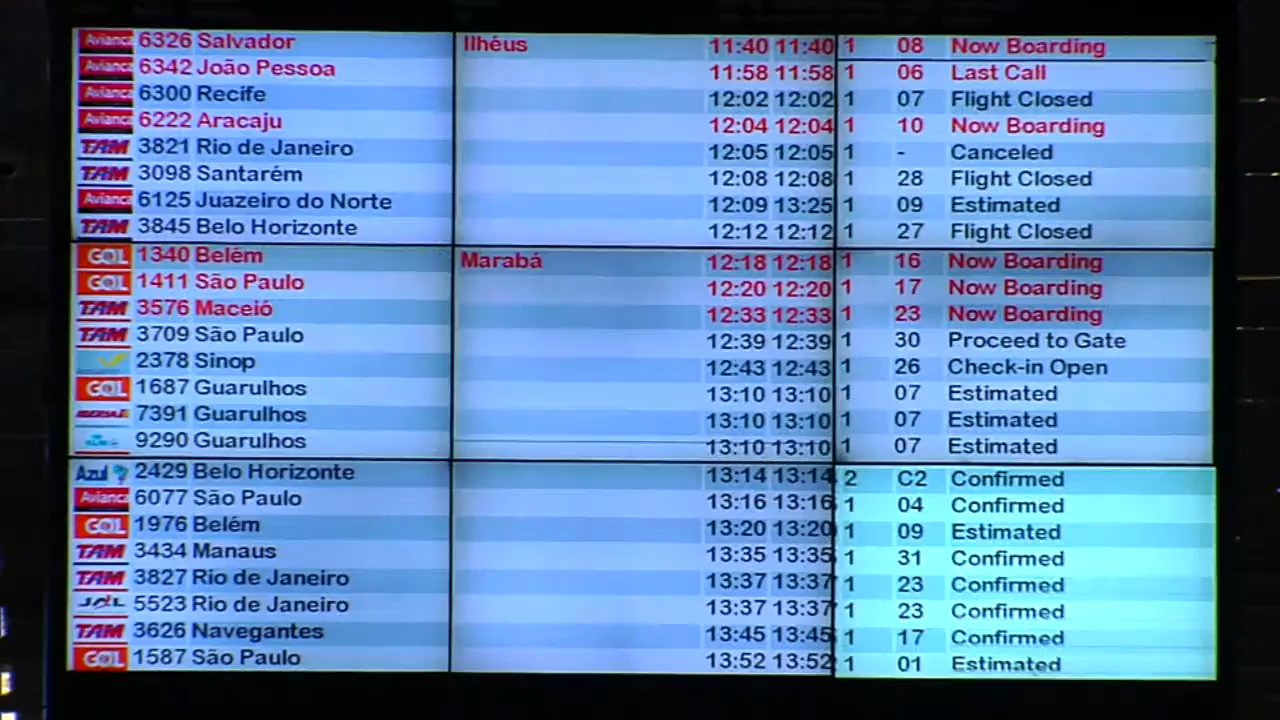 Avianca 6326 Salvador Ilhéus 11:40 11:40 1 08 Now Boarding
Avianca 6342 João Pessoa 11:58 11:58 1 06 Last Call
Avianca 6300 Recife 12:02 12:02 1 07 Flight Closed
Avianca 6222 Aracaju 12:04 12:04 1 10 Now Boarding
TAM 3821 Rio de Janeiro 12:05 12:05 1 - Canceled
TAM 3098 Santarém 12:08 12:08 1 28 Flight Closed
Avianca 6125 Juazeiro do Norte 12:09 13:25 1 09 Estimated
TAM 3845 Belo Horizonte 12:12 12:12 1 27 Flight Closed
GOL 1340 Belém Marabá 12:18 12:18 1 16 Now Boarding
GOL 1411 São Paulo 12:20 12:20 1 17 Now Boarding
TAM 3576 Maceió 12:33 12:33 1 23 Now Boarding
TAM 3709 São Paulo 12:39 12:39 1 30 Proceed to Gate
2378 Sinop 12:43 12:43 1 26 Check-in Open
GOL 1687 Guarulhos 13:10 13:10 1 07 Estimated
7391 Guarulhos 13:10 13:10 1 07 Estimated
9290 Guarulhos 13:10 13:10 1 07 Estimated
Azul 2429 Belo Horizonte 13:14 13:14 2 C2 Confirmed
Avianca 6077 São Paulo 13:16 13:16 1 04 Confirmed
GOL 1976 Belém 13:20 13:20 1 09 Estimated
TAM 3434 Manaus 13:35 13:35 1 31 Confirmed
TAM 3827 Rio de Janeiro 13:37 13:37 1 23 Confirmed
5523 Rio de Janeiro 13:37 13:37 1 23 Confirmed
TAM 3626 Navegantes 13:45 13:45 1 17 Confirmed
GOL 1587 São Paulo 13:52 13:52 1 01 Estimated